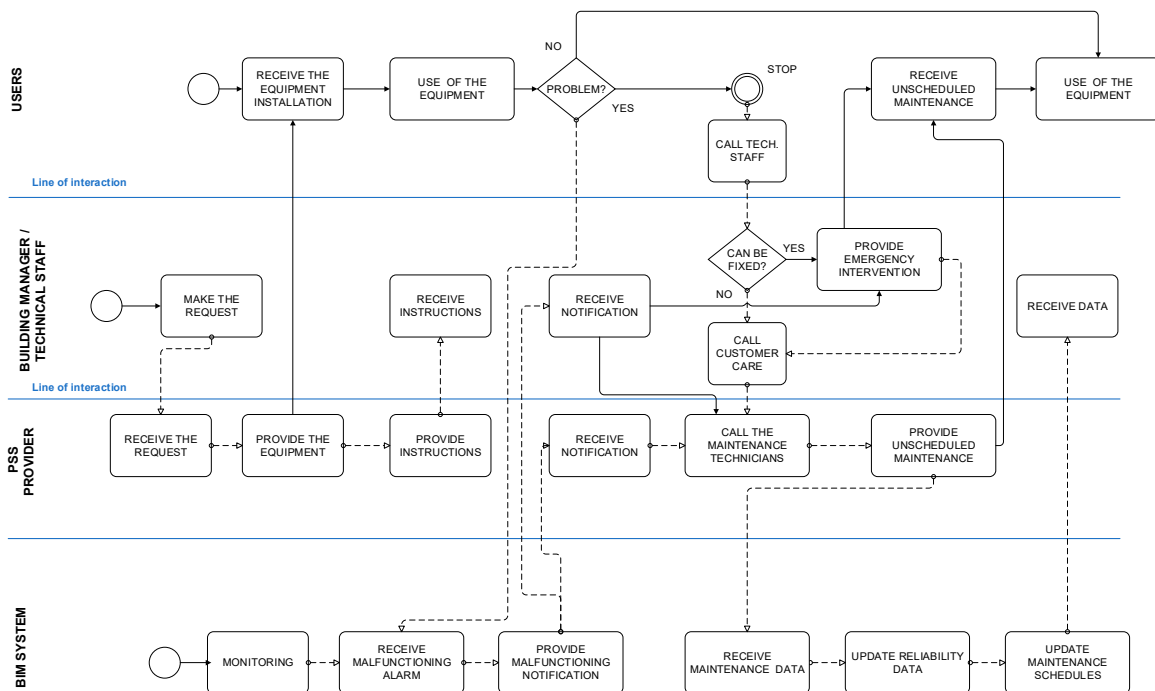 USERS
NO
STOP
RECEIVE THE
EQUIPMENT
INSTALLATION
USE  OF THE
EQUIPMENT
PROBLEM?
YES
RECEIVE
UNSCHEDULED
MAINTENANCE
USE  OF THE
EQUIPMENT
CALL TECH.
STAFF
Line of interaction
BUILDING MANAGER /
TECHNICAL STAFF
CAN BE
FIXED?
YES
PROVIDE
EMERGENCY
INTERVENTION
MAKE THE
REQUEST
RECEIVE
INSTRUCTIONS
RECEIVE
NOTIFICATION
NO
RECEIVE DATA
CALL
CUSTOMER
CARE
Line of interaction
PSS
PROVIDER
RECEIVE THE
REQUEST
PROVIDE THE
EQUIPMENT
PROVIDE
INSTRUCTIONS
RECEIVE
NOTIFICATION
CALL THE
MAINTENANCE
TECHNICIANS
PROVIDE
UNSCHEDULED
MAINTENANCE
BIM SYSTEM
MONITORING
RECEIVE
MALFUNCTIONING
ALARM
PROVIDE
MALFUNCTIONING
NOTIFICATION
RECEIVE
MAINTENANCE DATA
UPDATE RELIABILITY
DATA
UPDATE
MAINTENANCE
SCHEDULES